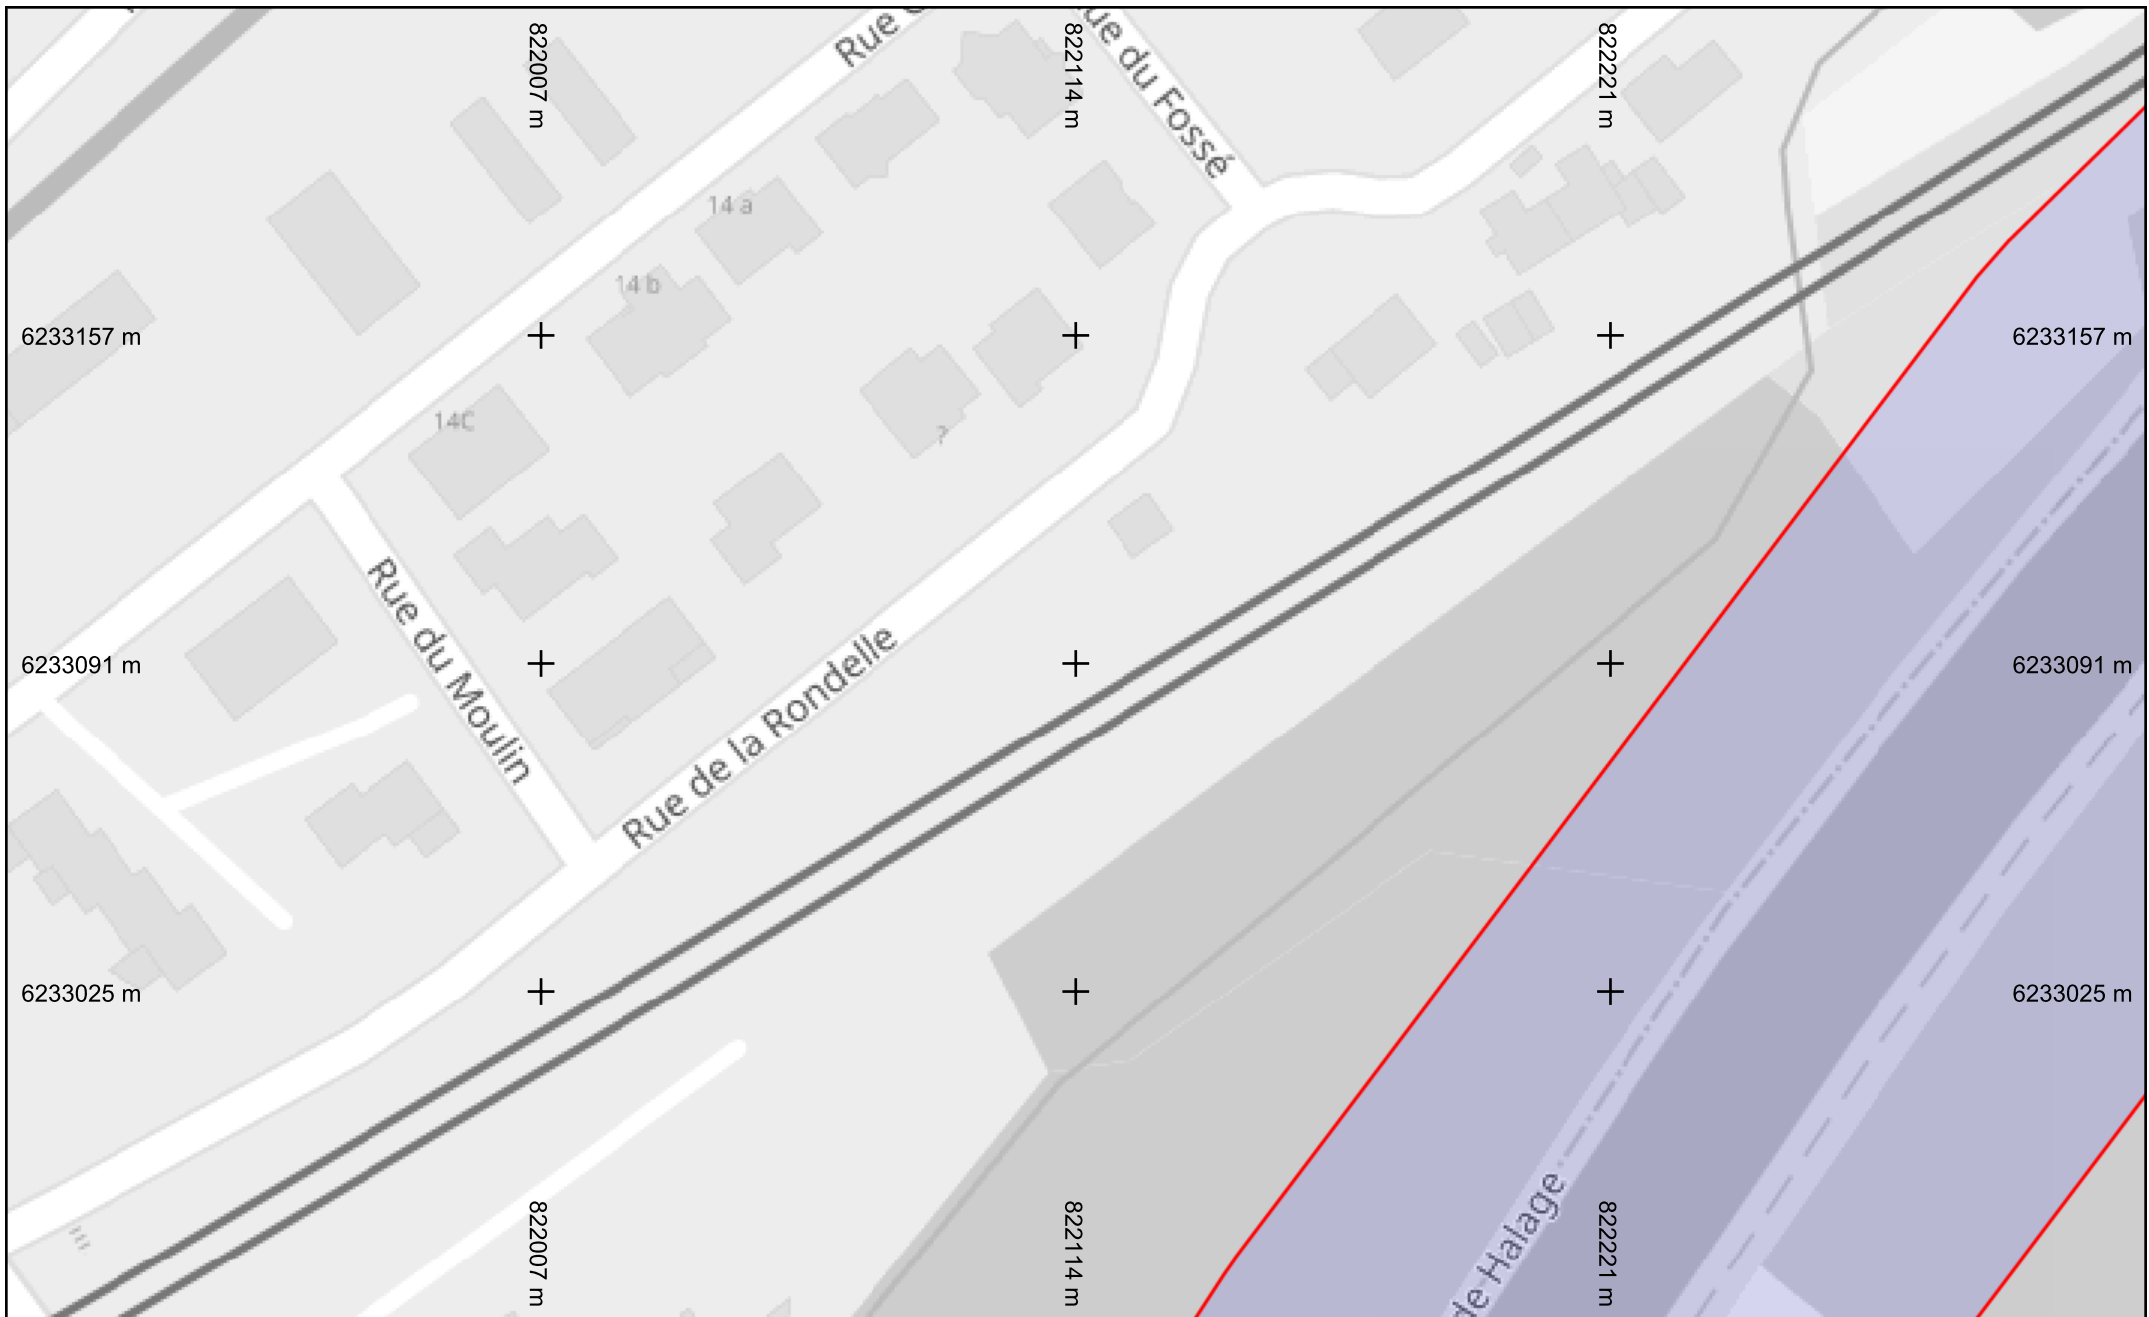 Rue
ue du Fossé
822007 m
822114 m
822221 m
14 a
14 b
6233157 m
6233157 m
14C
?
Rue du Moulin
6233091 m
6233091 m
Rue de la Rondelle
6233025 m
6233025 m
de Halage
822007 m
822114 m
822221 m